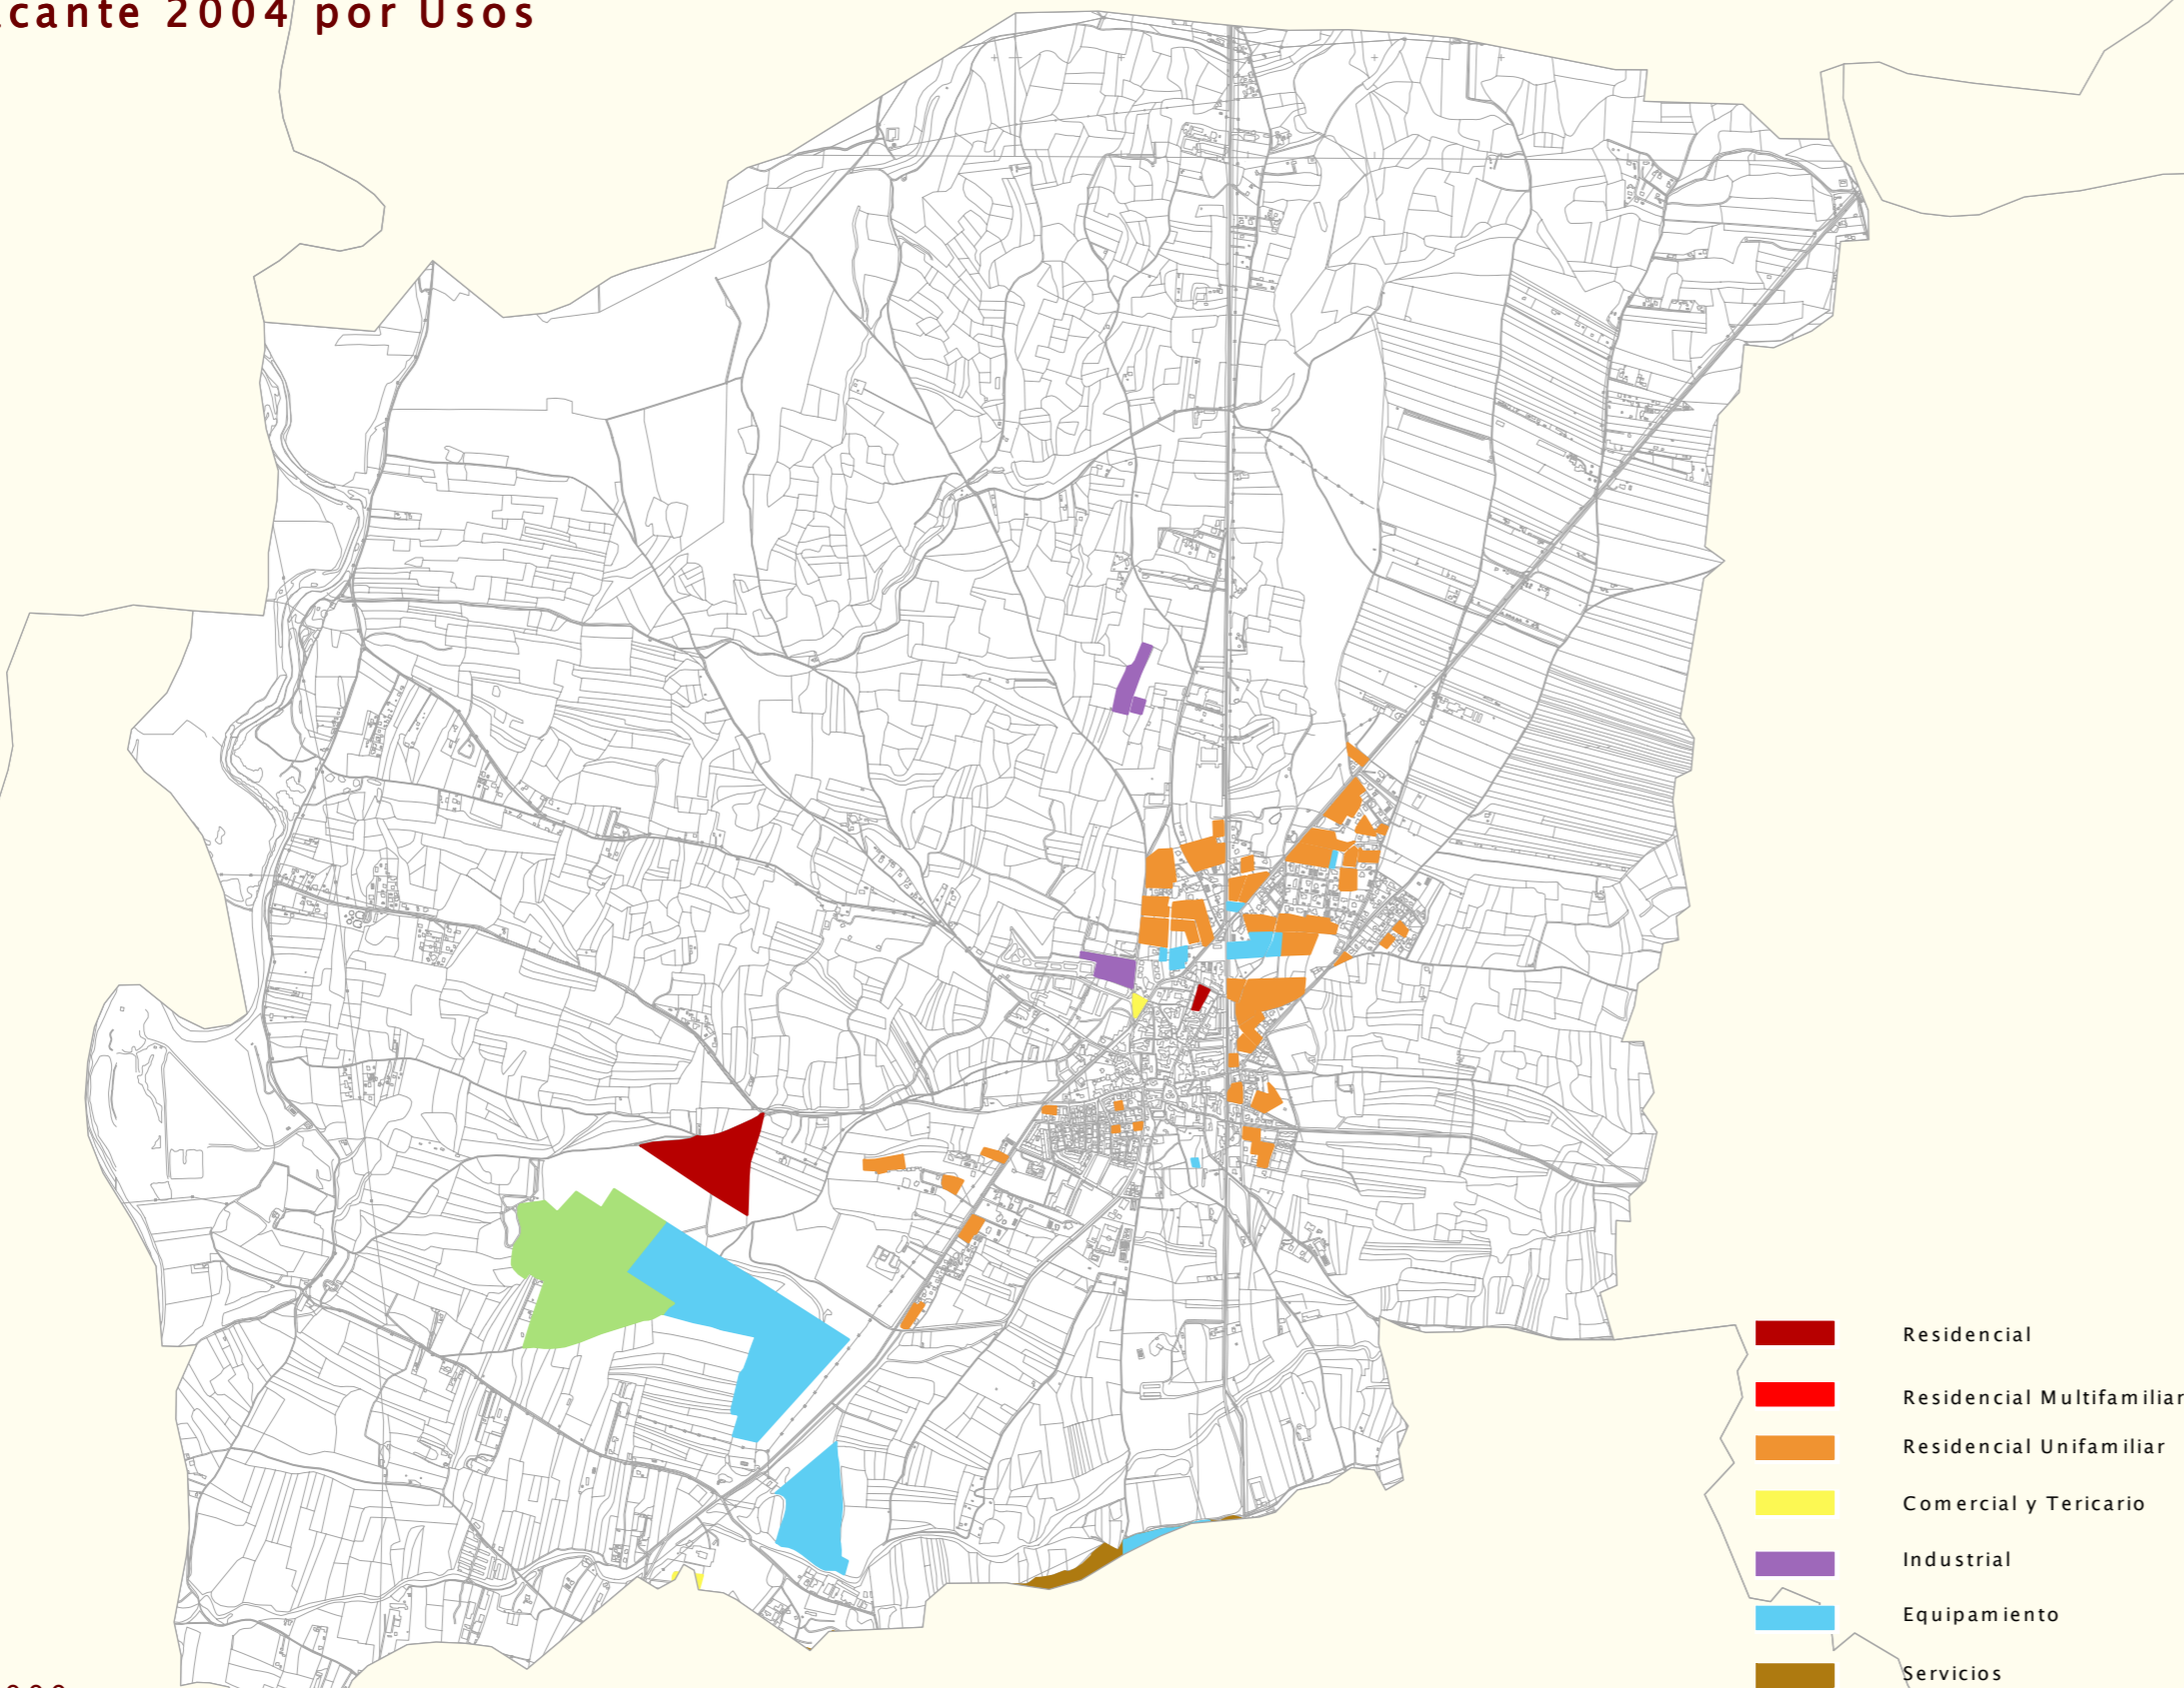 cante 2004 por Usos
Residencial
Residencial Multifamiliar
Residencial Unifamiliar
Comercial y Tericario
Industrial
Equipamiento
Servicios